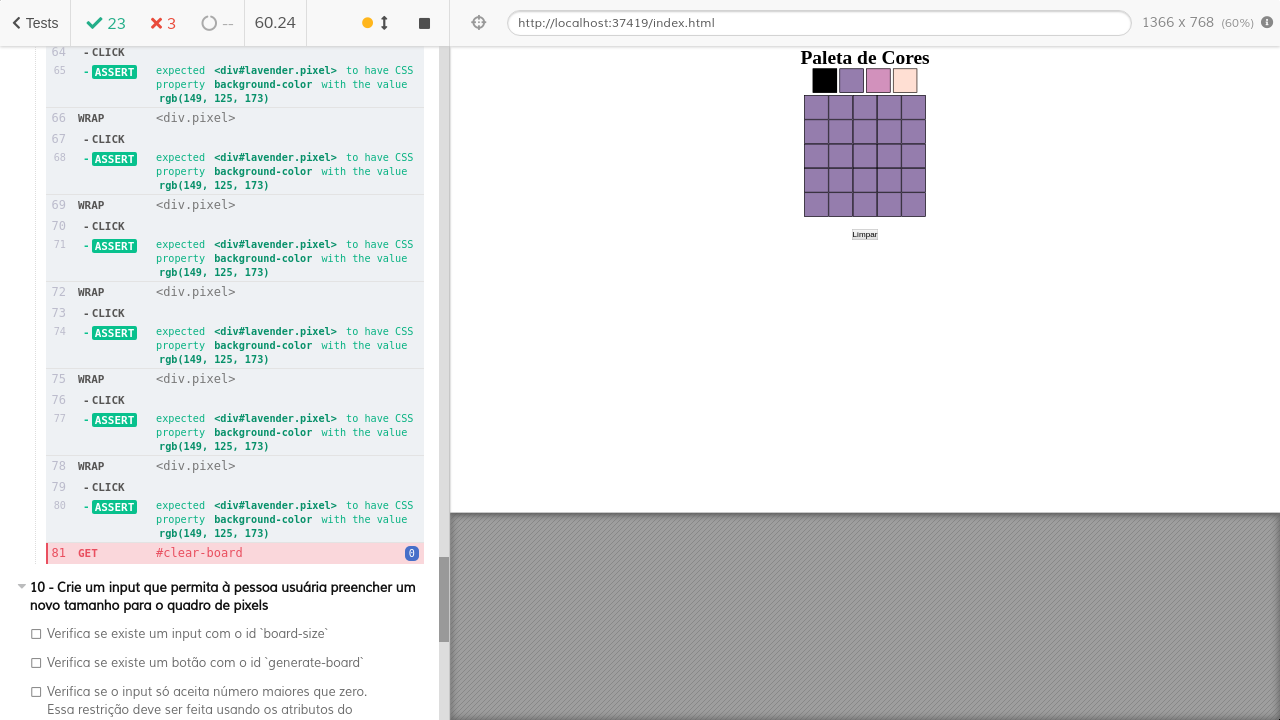 Tests 23 3 -- 60.24 http://localhost:37419/index.html 1366 x 768 (60%)
64 -CLICK
65 -ASSERT expected <div#lavender.pixel> to have CSS
property background-color with the value
rgb(149, 125, 173)
66 WRAP <div.pixel>
67 -CLICK
68 -ASSERT expected <div#lavender.pixel> to have CSS
property background-color with the value
rgb(149, 125, 173)
69 WRAP <div.pixel>
70 -CLICK
71 -ASSERT expected <div#lavender.pixel> to have CSS
property background-color with the value
rgb(149, 125, 173)
72 WRAP <div.pixel>
73 -CLICK
74 -ASSERT expected <div#lavender.pixel> to have CSS
property background-color with the value
rgb(149, 125, 173)
75 WRAP <div.pixel>
76 -CLICK
77 -ASSERT expected <div#lavender.pixel> to have CSS
property background-color with the value
rgb(149, 125, 173)
78 WRAP <div.pixel>
79 -CLICK
80 -ASSERT expected <div#lavender.pixel> to have CSS
property background-color with the value
rgb(149, 125, 173)
81 GET #clear-board 0
10 - Crie um input que permita à pessoa usuária preencher um
novo tamanho para o quadro de pixels
Verifica se existe um input com o id `board-size`
Verifica se existe um botão com o id `generate-board`
Verifica se o input só aceita número maiores que zero.
Essa restrição deve ser feita usando os atributos do
Paleta de Cores
Limpar